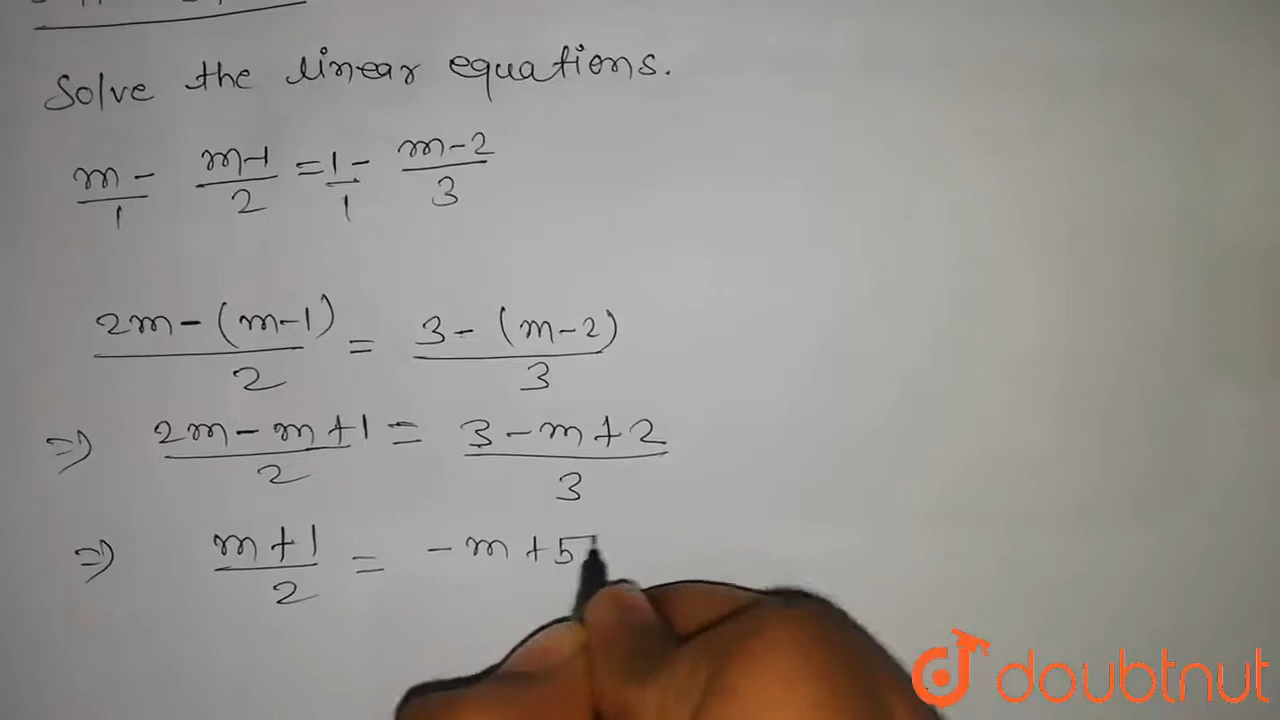 Solve the linear equations.
m/1 - (m-1)/2 = 1/1 - (m-2)/3
(2m-(m-1))/2 = (3-(m-2))/3
⇒ (2m-m+1)/2 = (3-m+2)/3
⇒ (m+1)/2 = -m+5
doubtnut